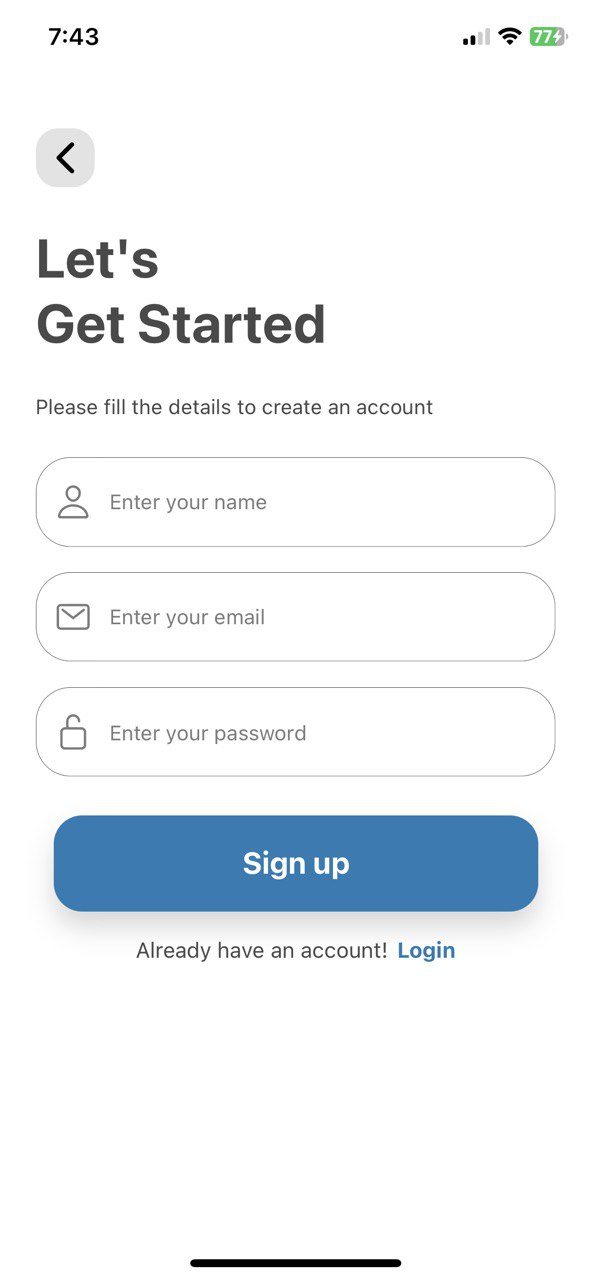 7:43
77
Let's
Get Started
Please fill the details to create an account
Enter your name
Enter your email
Enter your password
Sign up
Already have an account! Login